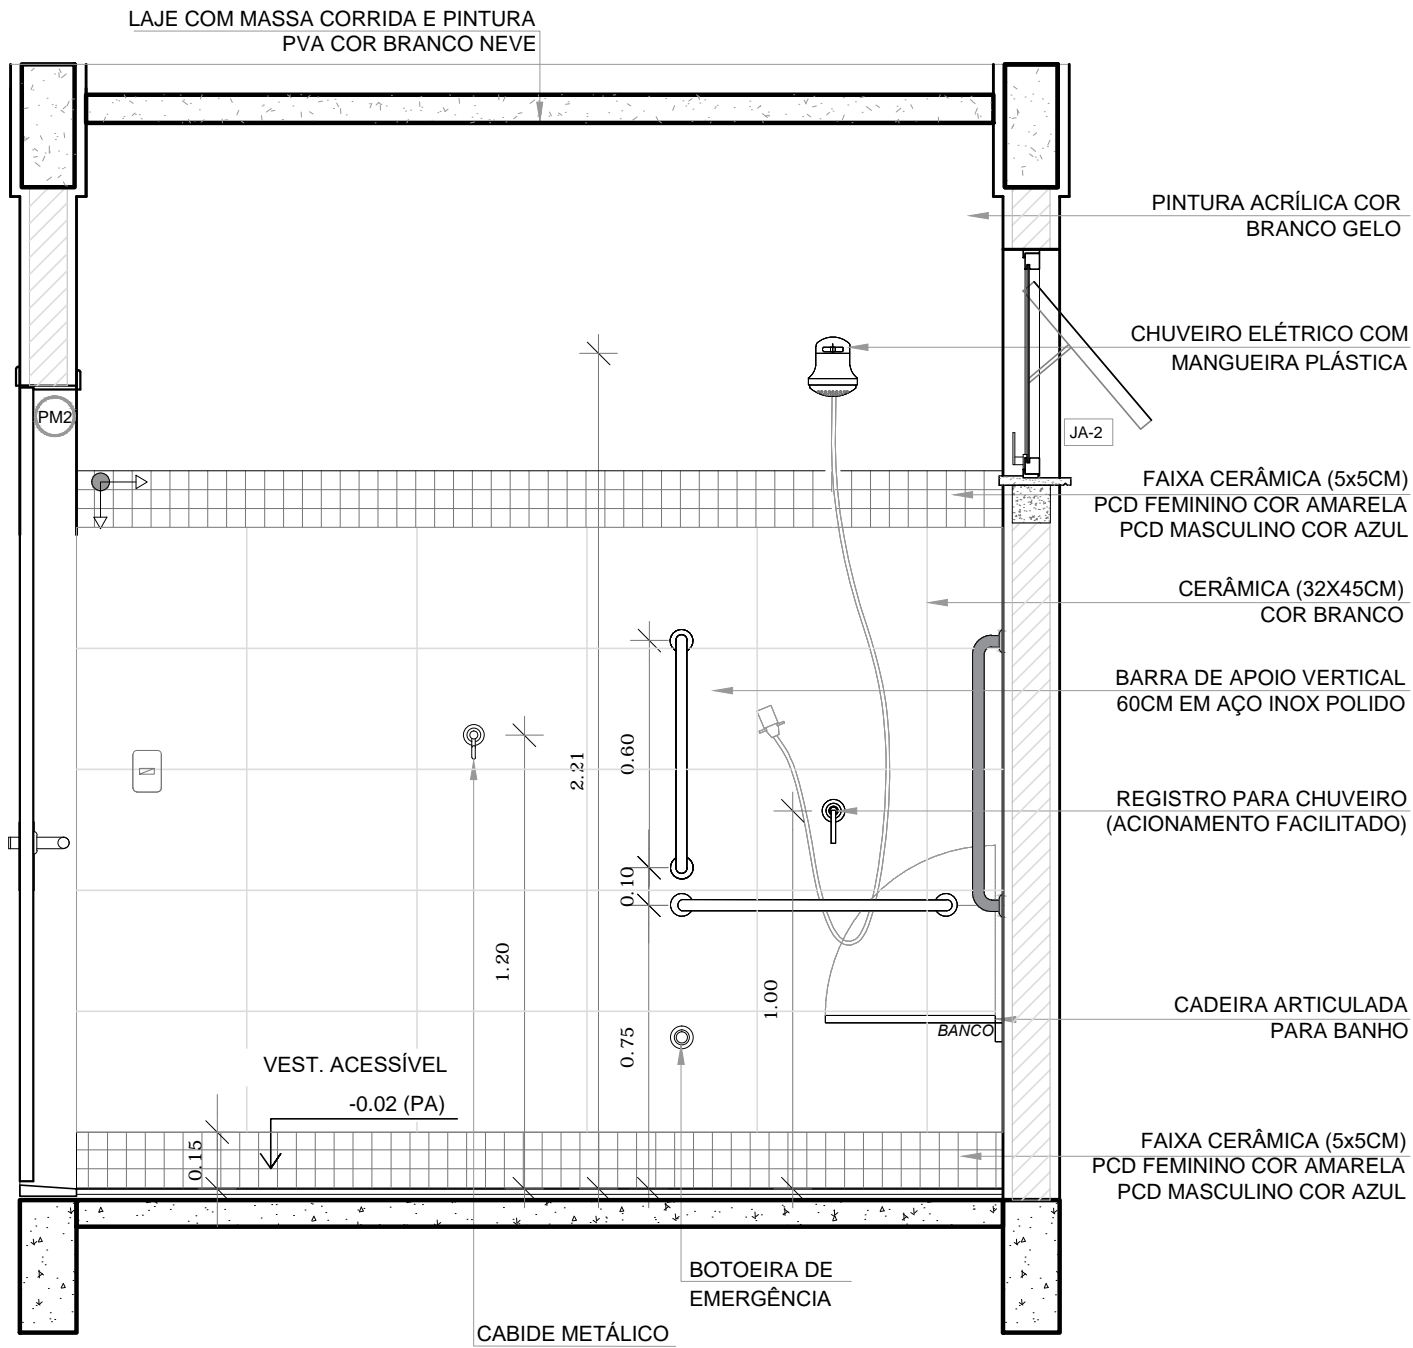 LAJE COM MASSA CORRIDA E PINTURA
PVA COR BRANCO NEVE
PINTURA ACRÍLICA COR
BRANCO GELO
CHUVEIRO ELÉTRICO COM
MANGUEIRA PLÁSTICA
PM2
JA-2
FAIXA CERÂMICA (5x5CM)
PCD FEMININO COR AMARELA
PCD MASCULINO COR AZUL
CERÂMICA (32X45CM)
COR BRANCO
BARRA DE APOIO VERTICAL
60CM EM AÇO INOX POLIDO
2.21
0.60
REGISTRO PARA CHUVEIRO
(ACIONAMENTO FACILITADO)
0.10
1.20
1.00
CADEIRA ARTICULADA
PARA BANHO
BANCO
0.75
VEST. ACESSÍVEL
-0.02 (PA)
0.15
FAIXA CERÂMICA (5x5CM)
PCD FEMININO COR AMARELA
PCD MASCULINO COR AZUL
BOTOEIRA DE
EMERGÊNCIA
CABIDE METÁLICO